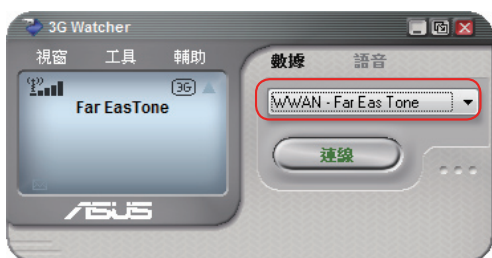 3G Watcher
視窗 工具 輔助
數據 語音
3G
Far EasTone
WWAN - Far Eas Tone
連線
ASUS